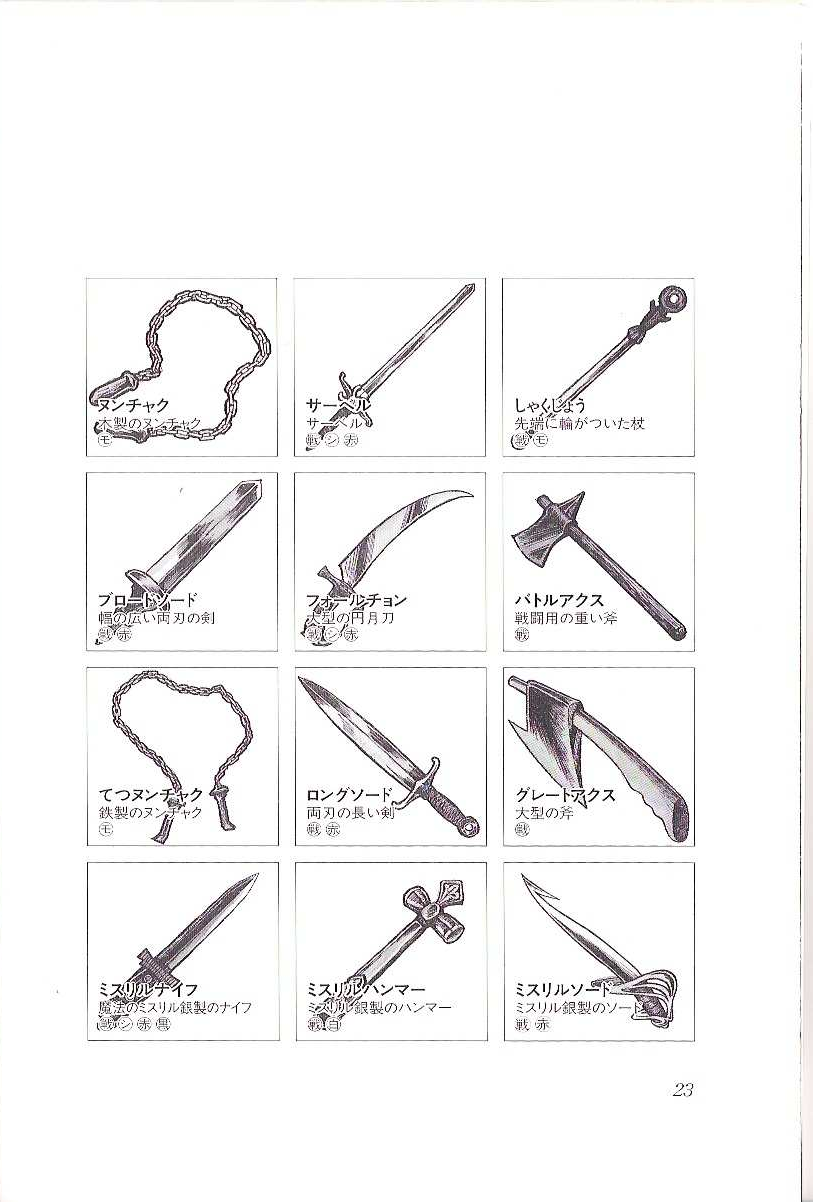 ヌンチャク
木製のヌンチャク
モ
サーベル
サーベル
戦 シ 赤
しゃくじょう
先端に輪がついた杖
戦 モ
ブロードソード
幅の広い両刃の剣
戦 赤
フォールチョン
大型の円月刀
戦 シ 赤
バトルアクス
戦闘用の重い斧
戦
てつヌンチャク
鉄製のヌンチャク
モ
ロングソード
両刃の長い剣
戦 赤
グレートアクス
大型の斧
戦
ミスリルナイフ
魔法のミスリル銀製のナイフ
戦 シ 赤 黒
ミスリルハンマー
ミスリル銀製のハンマー
戦 白
ミスリルソード
ミスリル銀製のソード
戦 赤
23